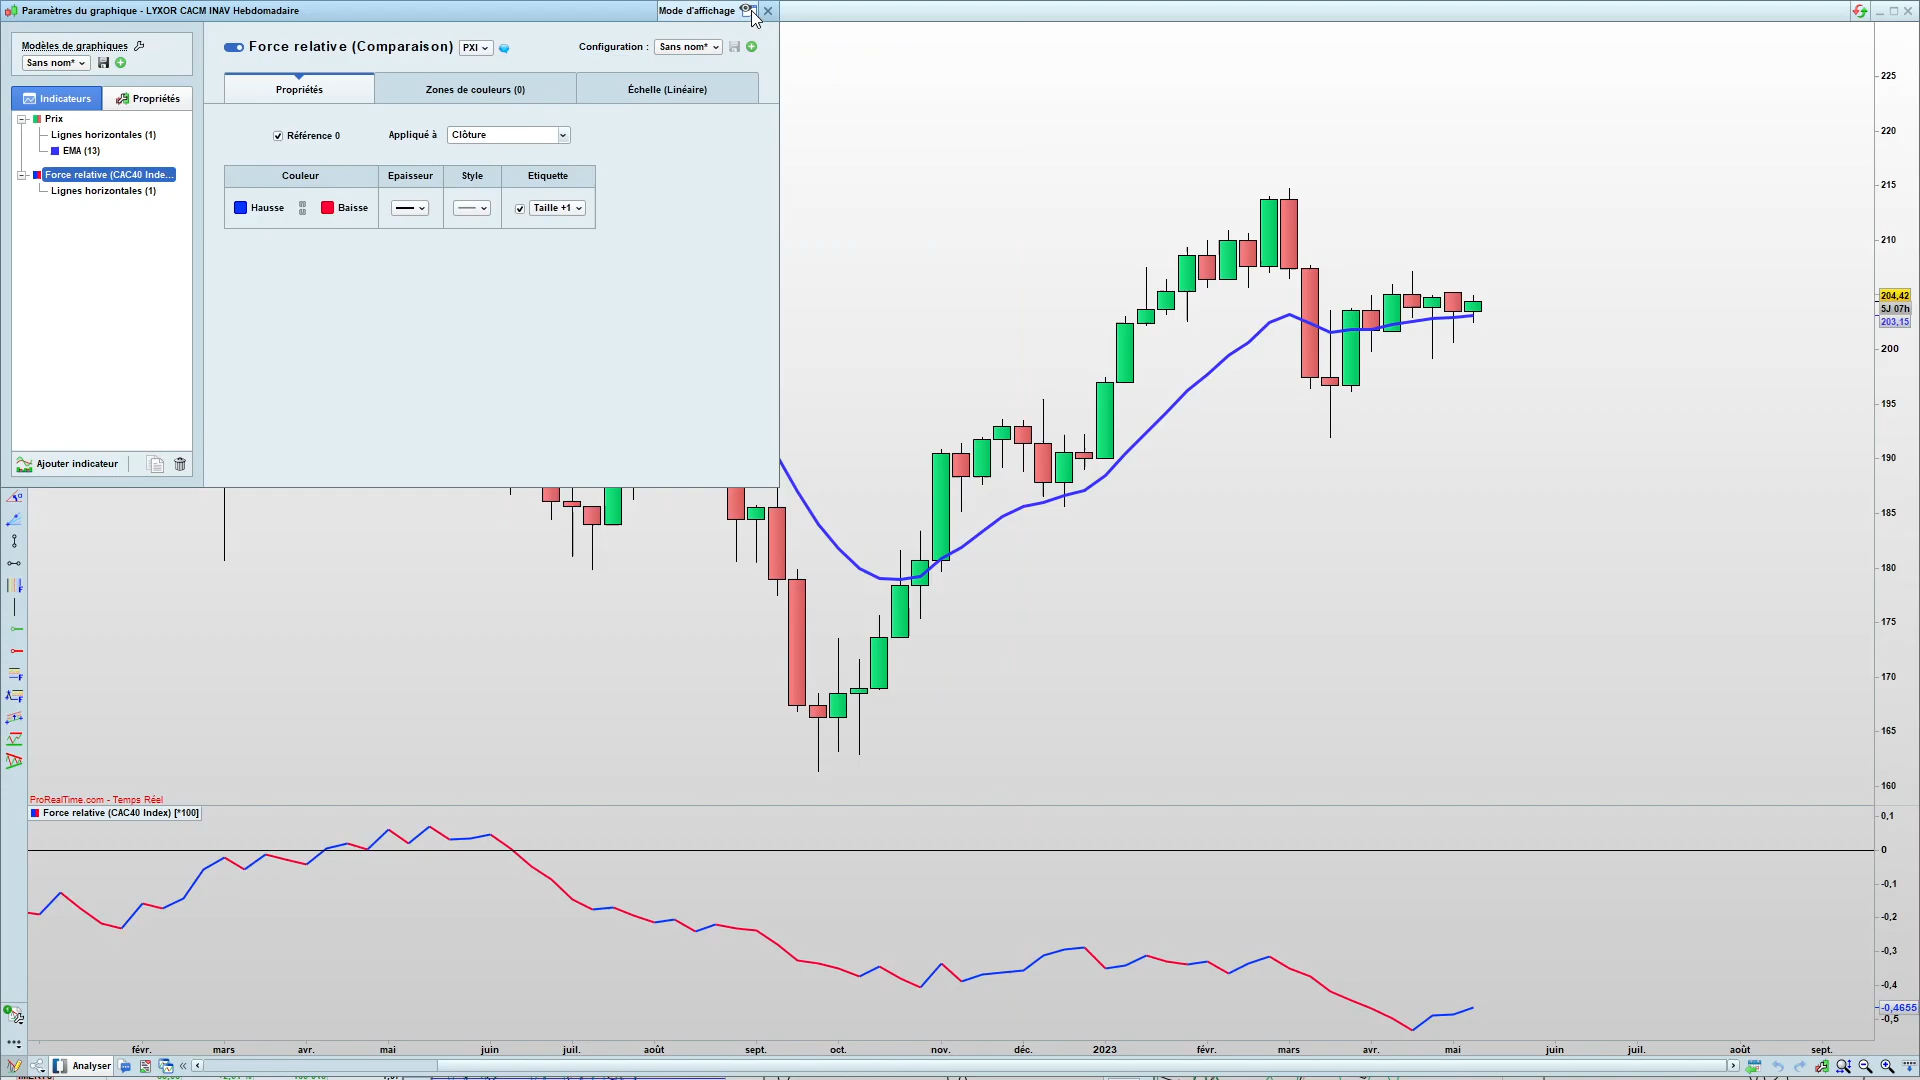 Paramètres du graphique - LYXOR CACM INAV Hebdomadaire
Mode d'affichage
Modèles de graphiques
Sans nom*
Force relative (Comparaison)
PXI
Configuration :
Sans nom*
Indicateurs
Propriétés
Propriétés
Zones de couleurs (0)
Échelle (Linéaire)
Prix
Lignes horizontales (1)
EMA (13)
Force relative (CAC40 Inde...
Lignes horizontales (1)
Référence 0
Appliqué à
Clôture
Couleur
Epaisseur
Style
Etiquette
Hausse
Baisse
Taille +1
Ajouter indicateur
225
220
215
210
204,42
5J 07h
203,15
200
195
190
185
180
175
170
165
160
ProRealTime.com - Temps Réel
Force relative (CAC40 Index) [*100]
0,1
0
-0,1
-0,2
-0,3
-0,4
-0,4655
-0,5
févr.
mars
avr.
mai
juin
juil.
août
sept.
oct.
nov.
déc.
2023
févr.
mars
avr.
mai
juin
juil.
août
sept.
Analyser